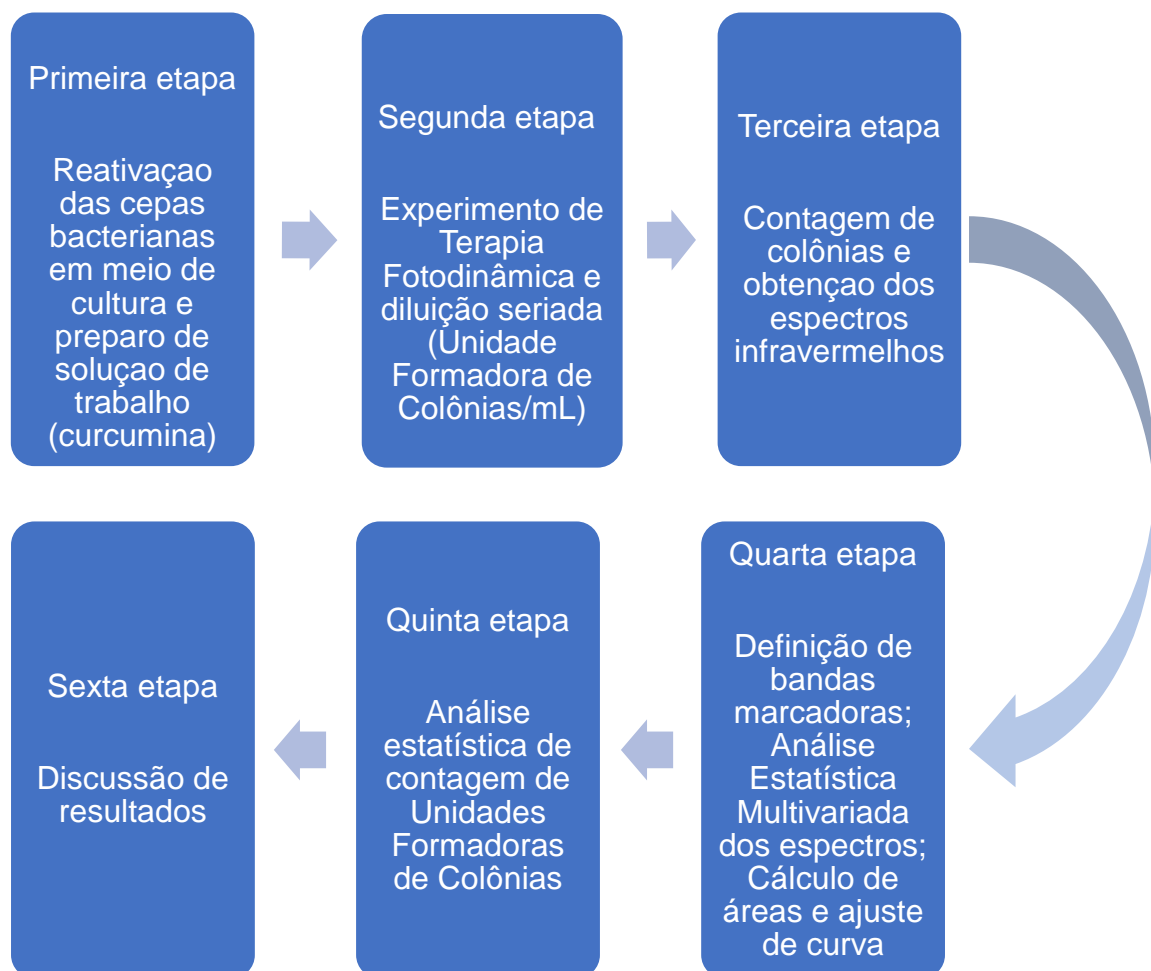 Primeira etapa
Reativaçao
das cepas
bacterianas
em meio de
cultura e
preparo de
soluçao de
trabalho
(curcumina)
Segunda etapa
Experimento de
Terapia
Fotodinâmica e
diluição seriada
(Unidade
Formadora de
Colônias/mL)
Terceira etapa
Contagem de
colônias e
obtençao dos
espectros
infravermelhos
Quarta etapa
Definição de
bandas
marcadoras;
Análise
Estatística
Multivariada
dos espectros;
Cálculo de
áreas e ajuste
de curva
Quinta etapa
Análise
estatística de
contagem de
Unidades
Formadoras
de Colônias
Sexta etapa
Discussão de
resultados